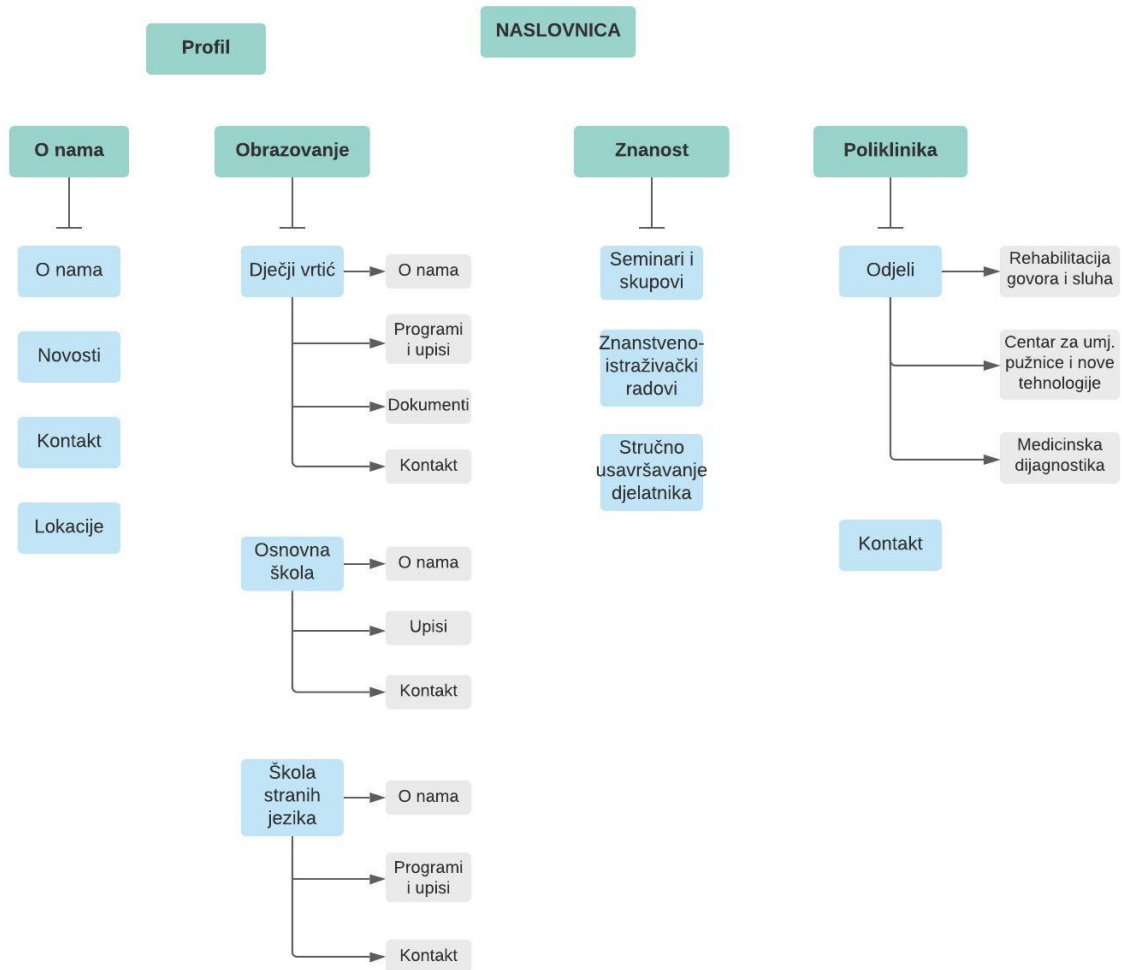 NASLOVNICA
Profil
O nama
Obrazovanje
Znanost
Poliklinika
O nama
Novosti
Kontakt
Lokacije
Dječji vrtić
O nama
Programi
i upisi
Dokumenti
Kontakt
Osnovna
škola
O nama
Upisi
Kontakt
Škola
stranih
jezika
O nama
Programi
i upisi
Kontakt
Seminari i
skupovi
Znanstveno-
istraživački
radovi
Stručno
usavršavanje
djelatnika
Odjeli
Rehabilitacija
govora i sluha
Centar za umj.
pužnice i nove
tehnologije
Medicinska
dijagnostika
Kontakt